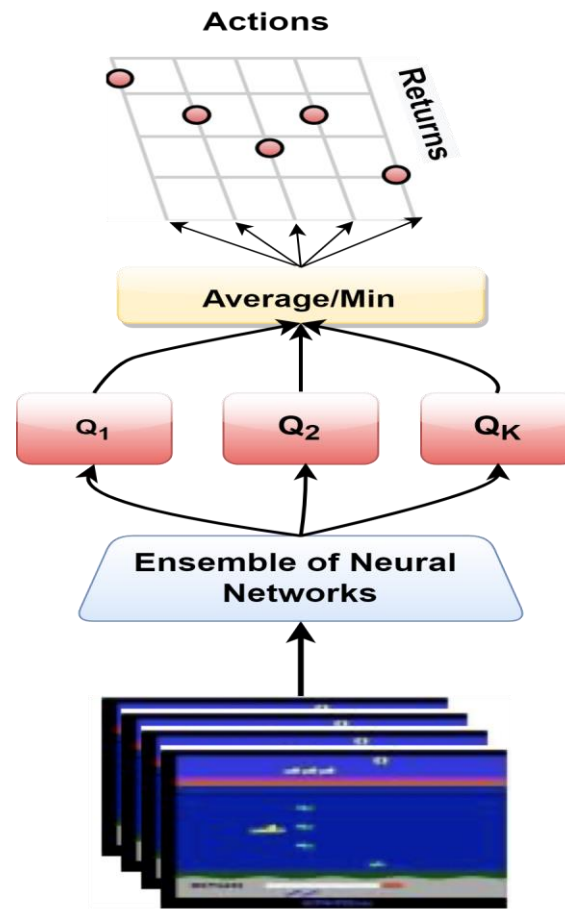 Actions
Returns
Average/Min
Q1
Q2
QK
Ensemble of Neural
Networks